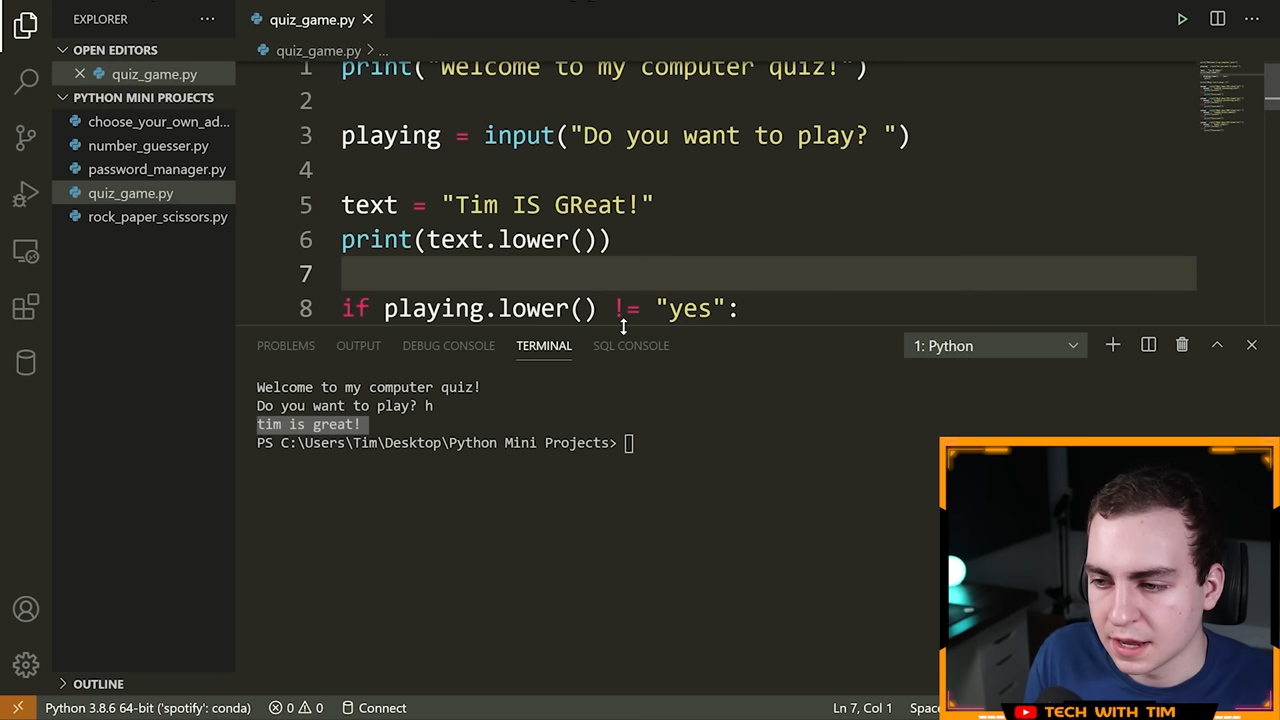 EXPLORER
quiz_game.py
OPEN EDITORS
quiz_game.py
quiz_game.py > ...
PYTHON MINI PROJECTS
choose_your_own_ad...
number_guesser.py
password_manager.py
quiz_game.py
rock_paper_scissors.py
1 print("Welcome to my computer quiz!")
2
3 playing = input("Do you want to play? ")
4
5 text = "Tim IS GReat!"
6 print(text.lower())
7
8 if playing.lower() != "yes":
PROBLEMS OUTPUT DEBUG CONSOLE TERMINAL SQL CONSOLE 1: Python
Welcome to my computer quiz!
Do you want to play? h
tim is great!
PS C:\Users\Tim\Desktop\Python Mini Projects>
OUTLINE
Python 3.8.6 64-bit ('spotify': conda) 0 0 Connect Ln 7, Col 1
TECH WITH TIM